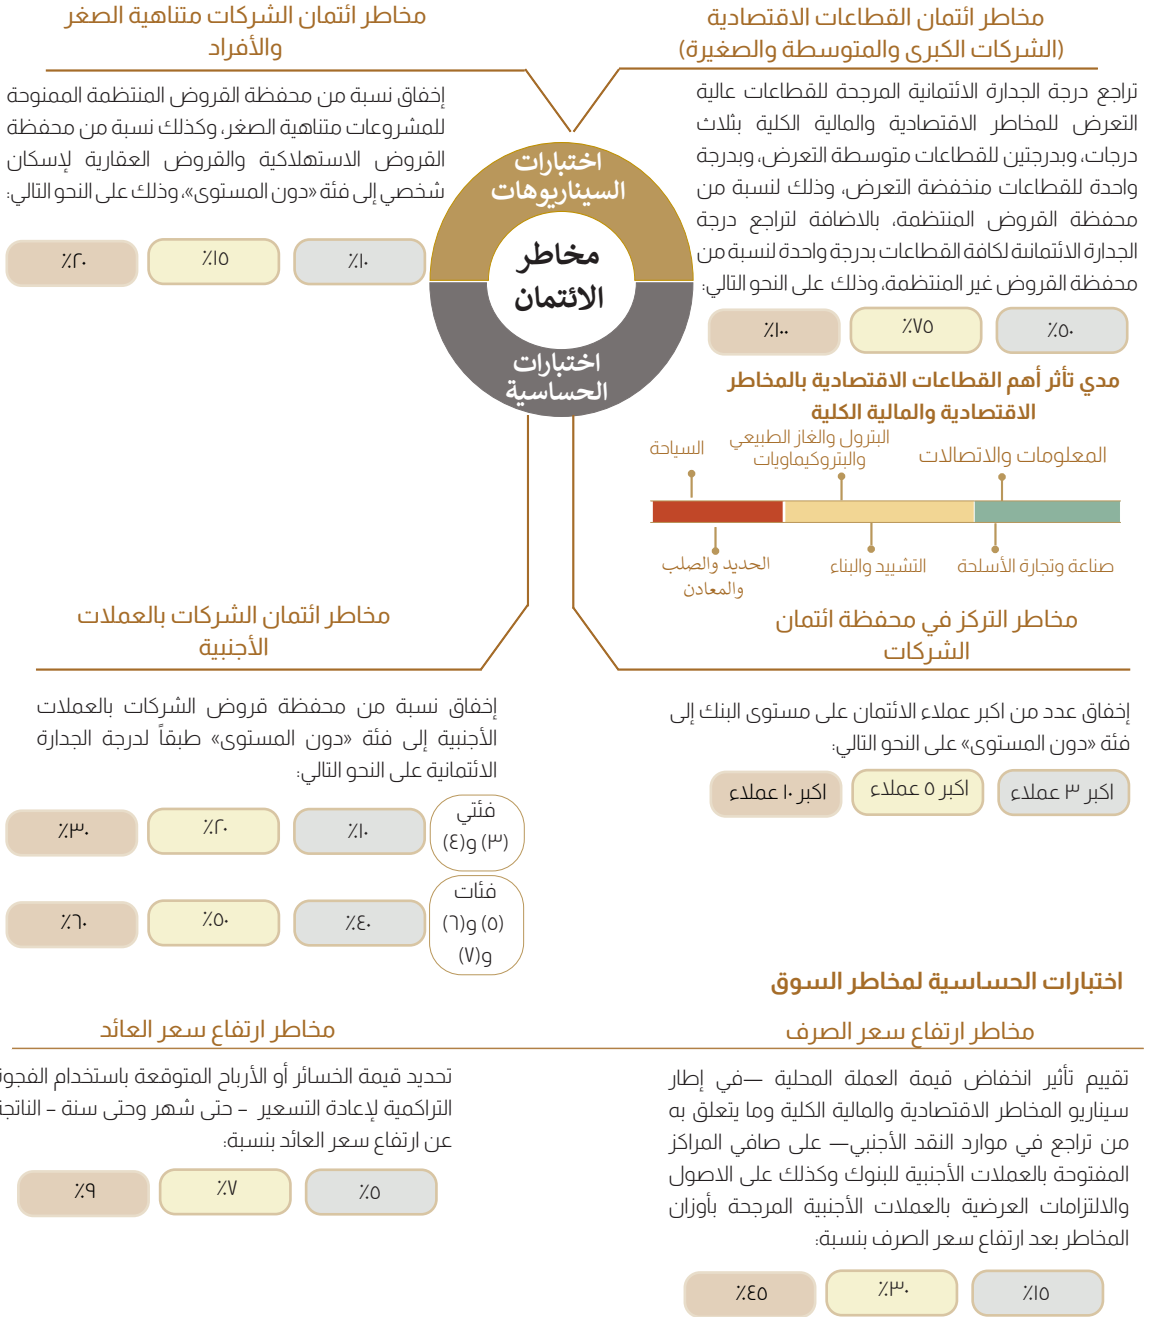 مخاطر ائتمان القطاعات الاقتصادية
(الشركات الكبرى والمتوسطة والصغيرة)
تراجع درجة الجدارة الائتمانية المرجحة للقطاعات عالية
التعرض للمخاطر الاقتصادية والمالية الكلية بثلاث
درجات، وبدرجتين للقطاعات متوسطة التعرض، وبدرجة
واحدة للقطاعات منخفضة التعرض، وذلك لنسبة من
محفظة القروض المنتظمة، بالاضافة لتراجع درجة
الجدارة الائتمانىة لكافة القطاعات بدرجة واحدة لنسبة من
محفظة القروض غير المنتظمة، وذلك على النحو التالي:
٥٠٪
٧٥٪
١٠٠٪
مدي تأثر أهم القطاعات الاقتصادية بالمخاطر
الاقتصادية والمالية الكلية
المعلومات والاتصالات
البترول والغاز الطبيعي
والبتروكيماويات
السياحة
صناعة وتجارة الأسلحة
التشييد والبناء
الحديد والصلب
والمعادن
مخاطر ائتمان الشركات متناهية الصغر
والأفراد
إخفاق نسبة من محفظة القروض المنتظمة الممنوحة
للمشروعات متناهية الصغر، وكذلك نسبة من محفظة
القروض الاستهلاكية والقروض العقارية لإسكان
شخصي إلى فئة «دون المستوى»، وذلك على النحو التالي:
١٠٪
١٥٪
٢٠٪
اختبارات
السيناريوهات
مخاطر
الائتمان
اختبارات
الحساسية
مخاطر التركز في محفظة ائتمان
الشركات
إخفاق عدد من اكبر عملاء الائتمان على مستوى البنك إلى
فئة «دون المستوى» على النحو التالي:
اكبر ٣ عملاء
اكبر ٥ عملاء
اكبر ١٠ عملاء
مخاطر ائتمان الشركات بالعملات
الأجنبية
إخفاق نسبة من محفظة قروض الشركات بالعملات
الأجنبية إلى فئة «دون المستوى» طبقاً لدرجة الجدارة
الائتمانية على النحو التالي:
فئتي
(٣) و(٤)
١٠٪
٢٠٪
٣٠٪
فئات
(٥) و(٦)
و(٧)
٤٠٪
٥٠٪
٦٠٪
اختبارات الحساسية لمخاطر السوق
مخاطر ارتفاع سعر الصرف
تقييم تأثير انخفاض قيمة العملة المحلية —في إطار
سيناريو المخاطر الاقتصادية والمالية الكلية وما يتعلق به
من تراجع في موارد النقد الأجنبي— على صافي المراكز
المفتوحة بالعملات الأجنبية للبنوك وكذلك على الاصول
والالتزامات العرضية بالعملات الأجنبية المرجحة بأوزان
المخاطر بعد ارتفاع سعر الصرف بنسبة:
١٥٪
٣٠٪
٤٥٪
مخاطر ارتفاع سعر العائد
تحديد قيمة الخسائر أو الأرباح المتوقعة باستخدام الفجوة
التراكمية لإعادة التسعير – حتى شهر وحتى سنة – الناتجة
عن ارتفاع سعر العائد بنسبة:
٥٪
٧٪
٩٪